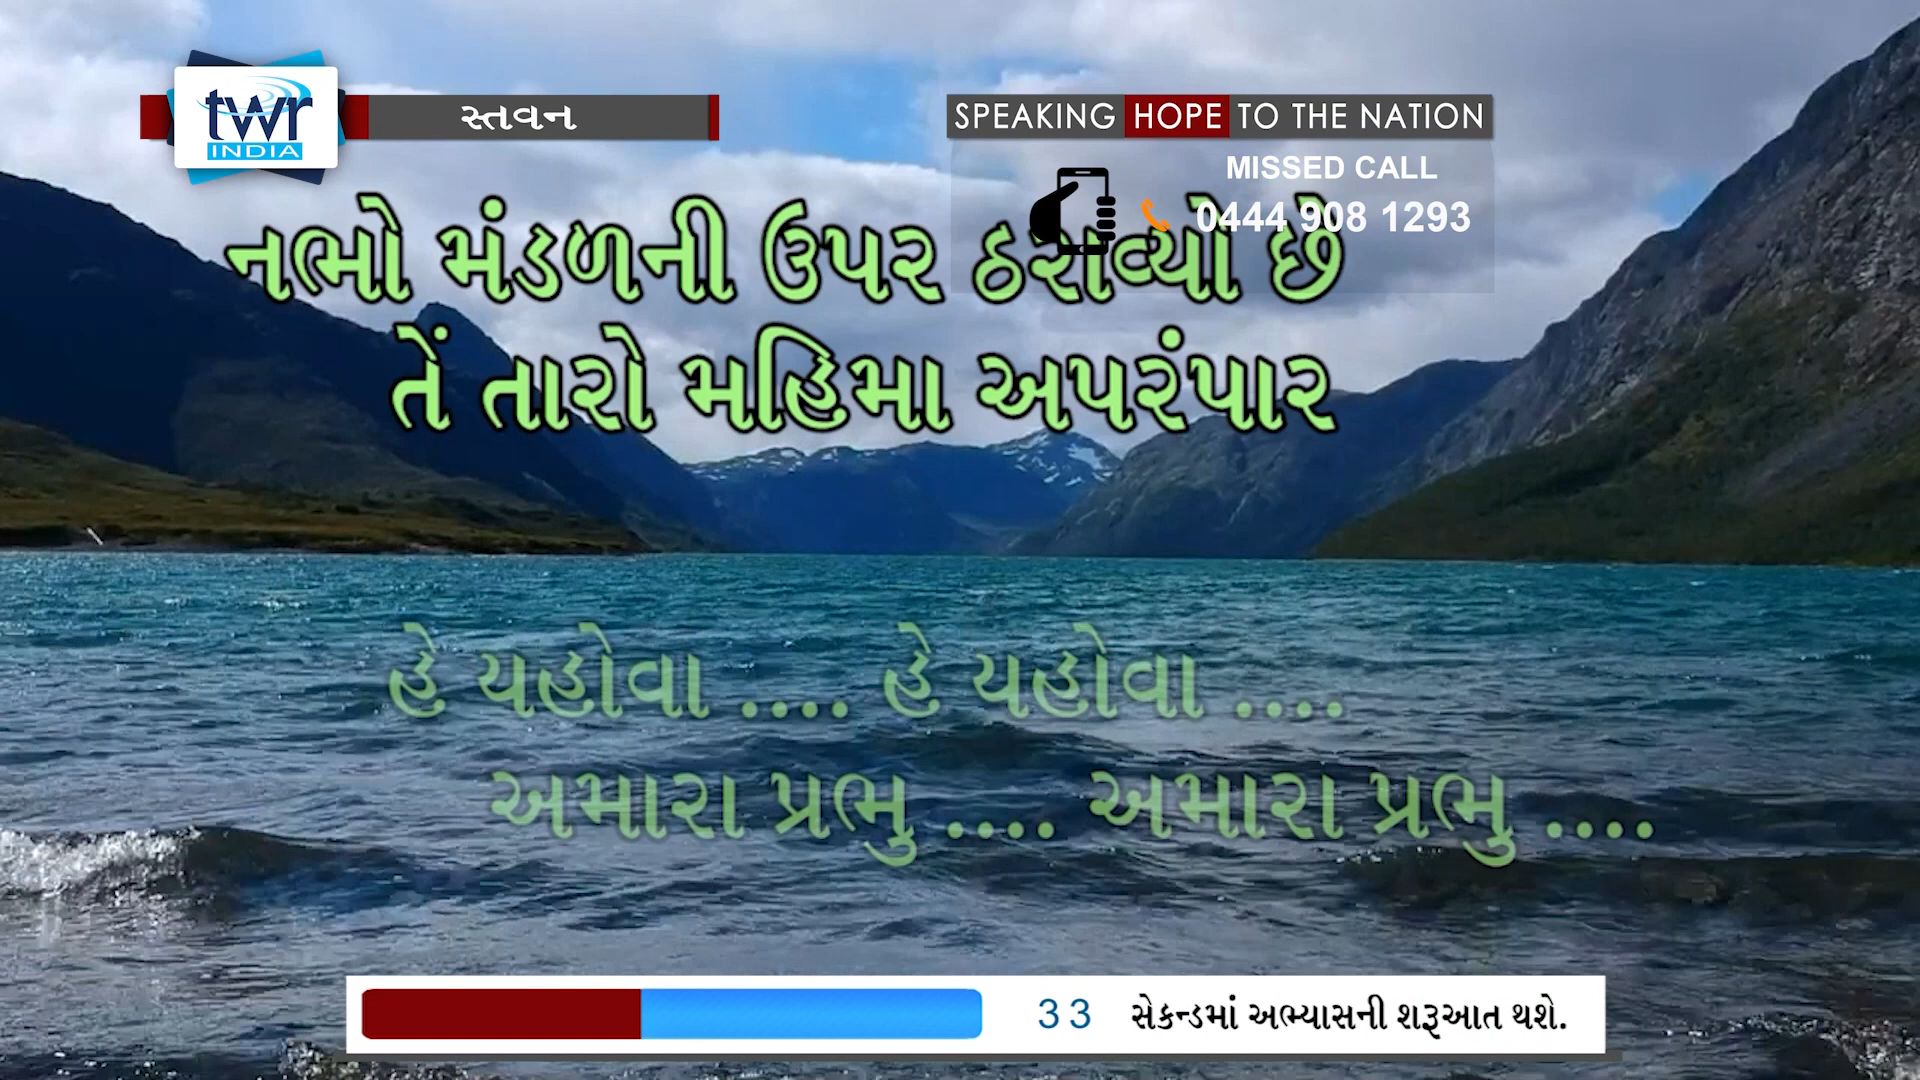 twr
INDIA
સ્તવન
SPEAKING HOPE TO THE NATION
MISSED CALL
0444 908 1293
નભો મંડળની ઉપર ઠરાવ્યો છે
તેં તારો મહિમા અપરંપાર
હે યહોવા .... હે યહોવા ....
અમારા પ્રભુ .... અમારા પ્રભુ ....
33 સેકન્ડમાં અભ્યાસની શરૂઆત થશે.